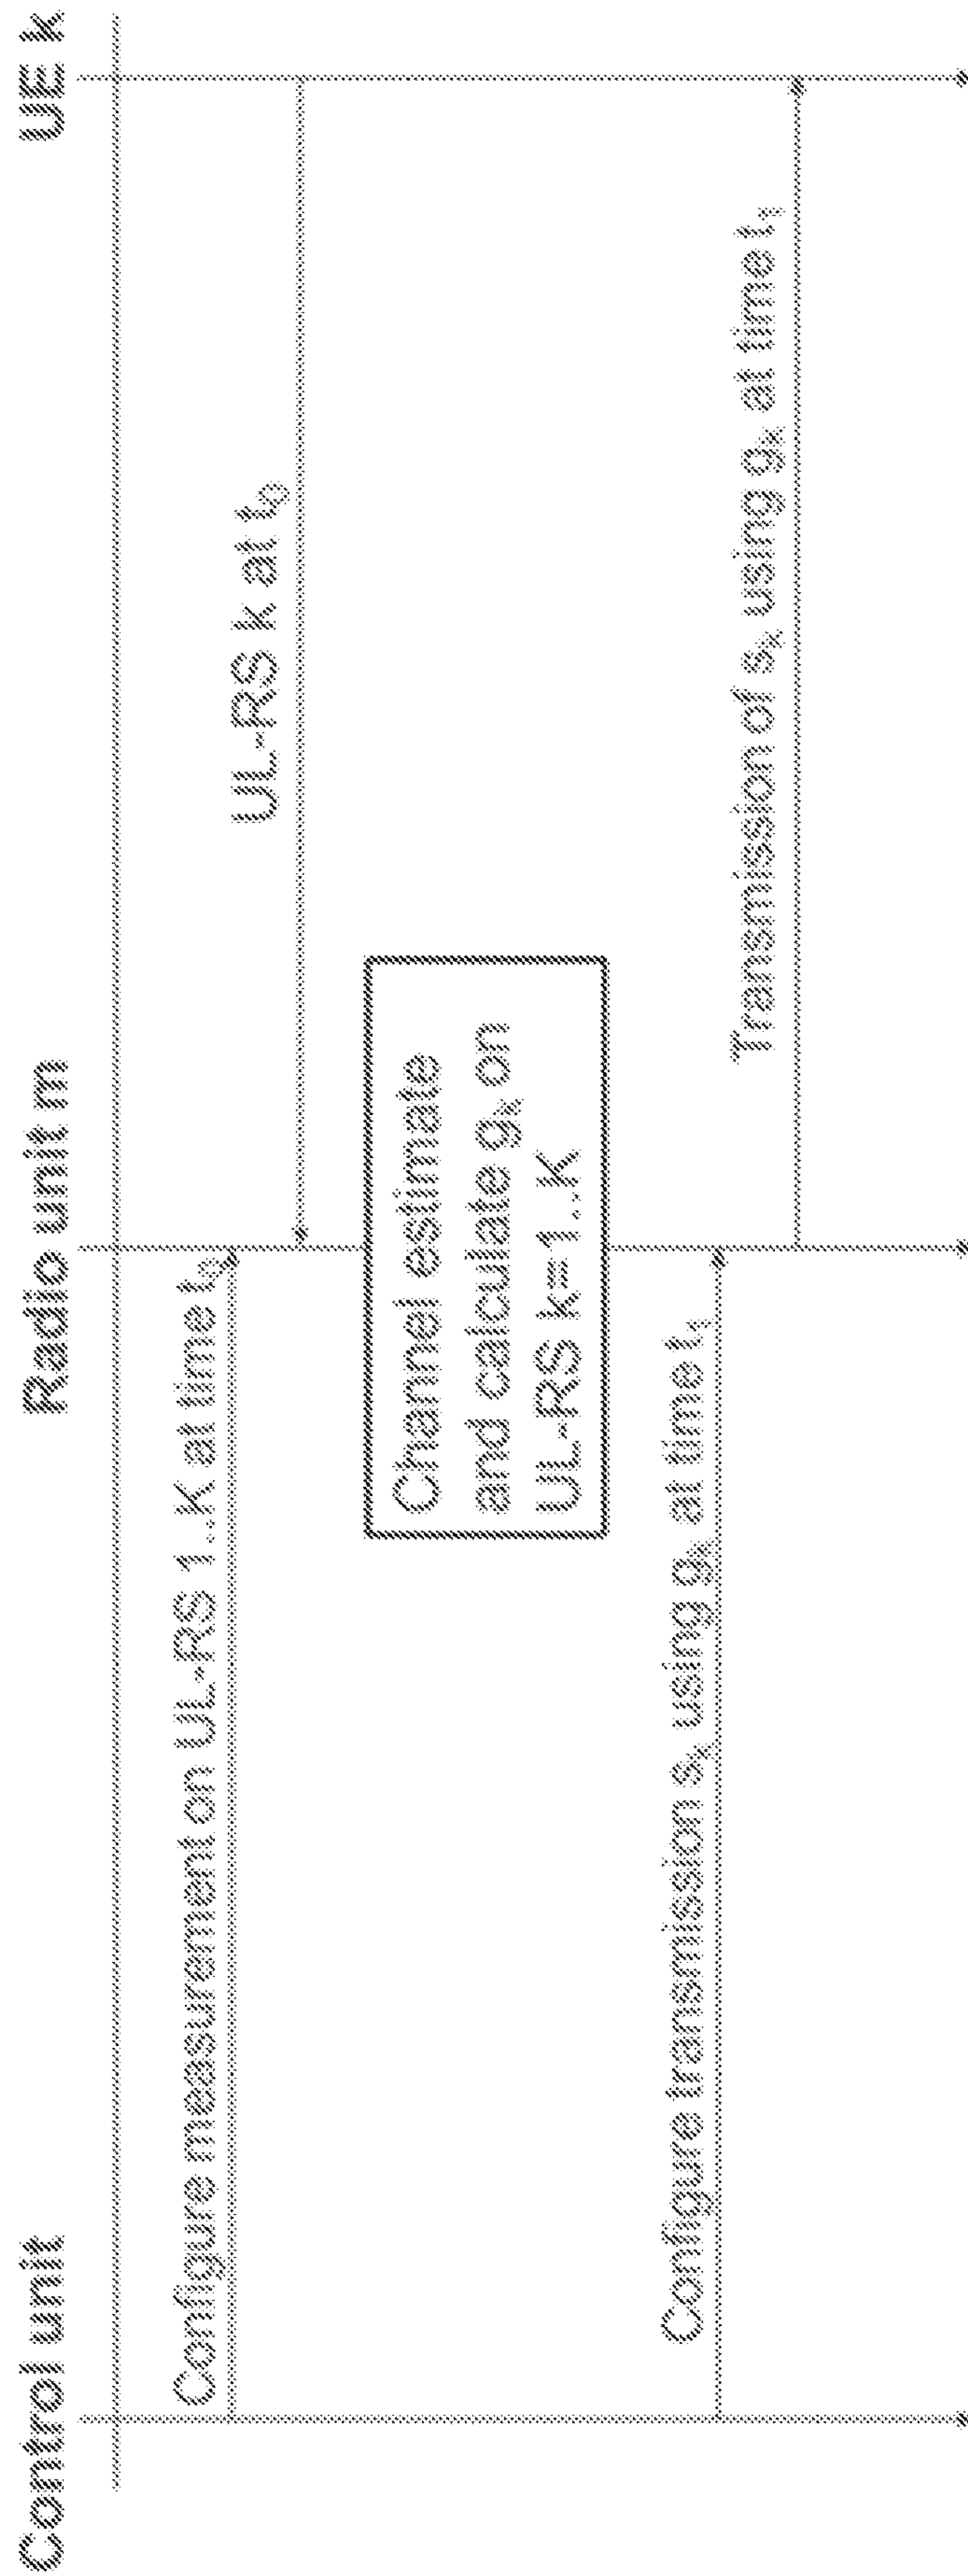 Control unit
Radio unit m
UE k
Configure measurement on UL-RS 1..K at time t₀
UL-RS k at t₀
Channel estimate
and calculate gₖ on
UL-RS k=1..K
Configure transmission sₖ using gₖ at time t₁
Transmission of sₖ using gₖ at time t₁